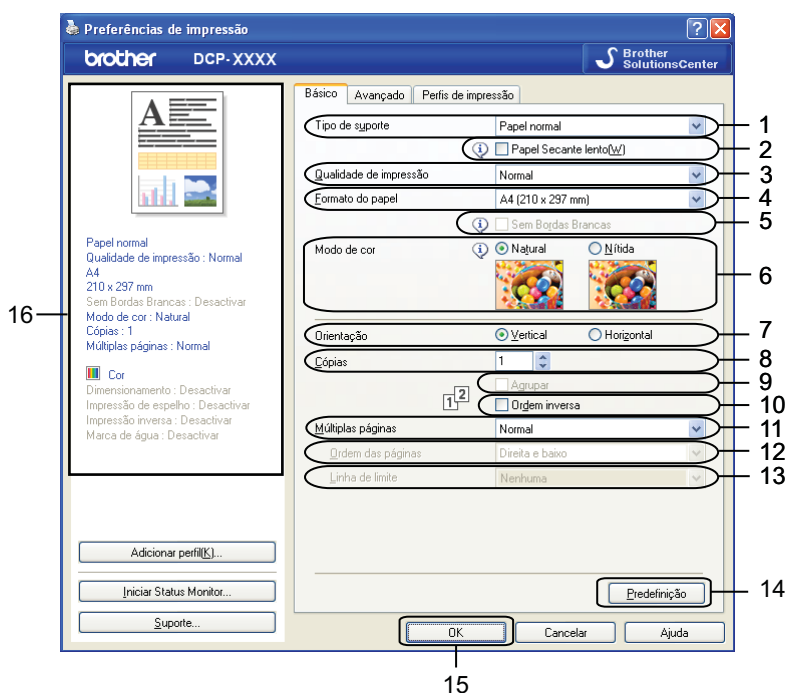 Preferências de impressão
brother DCP-XXXX
Brother
SolutionsCenter
Básico Avançado Perfis de impressão
A
Papel normal
Qualidade de impressão : Normal
A4
210 x 297 mm
Sem Bordas Brancas : Desactivar
Modo de cor : Natural
Cópias : 1
Múltiplas páginas : Normal
Cor
Dimensionamento : Desactivar
Impressão de espelho : Desactivar
Impressão inversa : Desactivar
Marca de água : Desactivar
16
Adicionar perfil(K)...
Iniciar Status Monitor...
Suporte...
Tipo de suporte Papel normal 1
Papel Secante lento(W) 2
Qualidade de impressão Normal 3
Formato do papel A4 (210 x 297 mm) 4
Sem Bordas Brancas 5
Modo de cor Natural Nítida 6
Orientação Vertical Horizontal 7
Cópias 1 8
Agrupar 9
1 2 Ordem inversa 10
Múltiplas páginas Normal 11
Ordem das páginas Direita e baixo 12
Linha de limite Nenhuma 13
Predefinição 14
OK Cancelar Ajuda
15